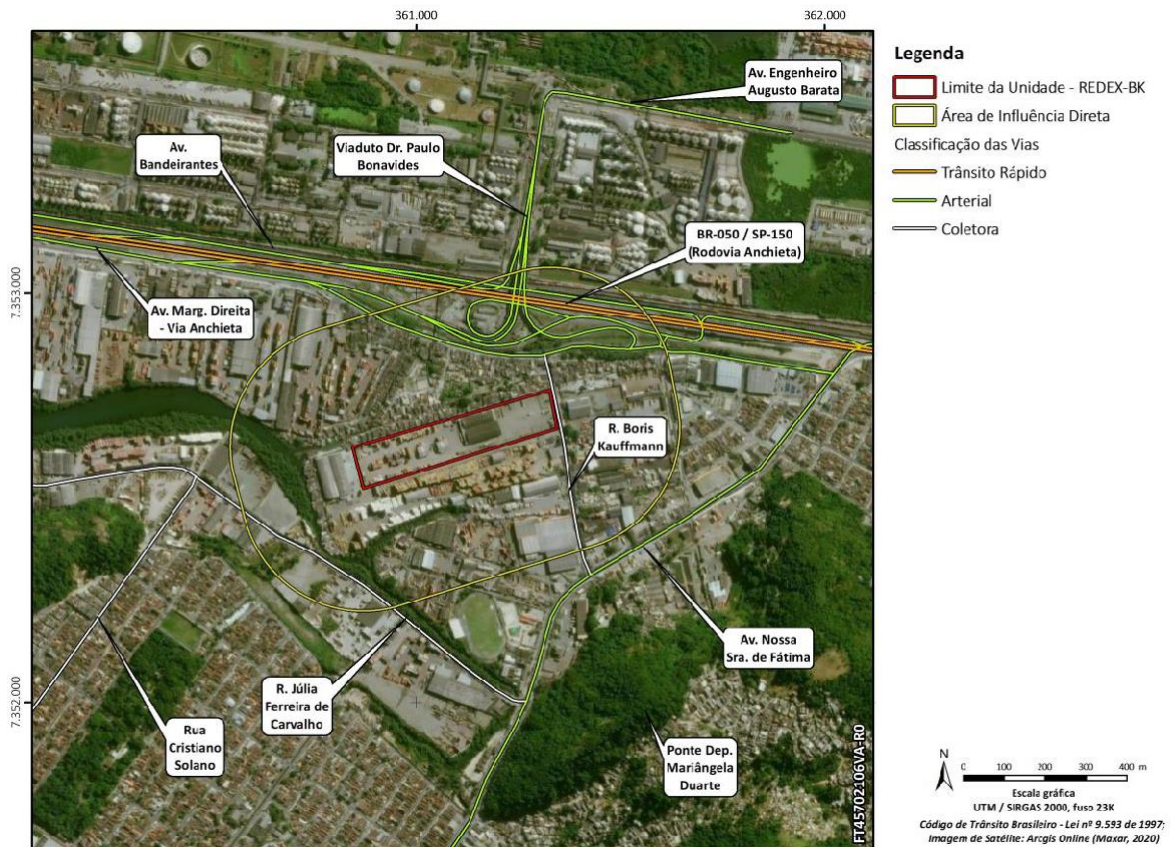 361.000
362.000
7.353.000
7.352.000
Av. Engenheiro
Augusto Barata
Av.
Bandeirantes
Viaduto Dr. Paulo
Bonavides
BR-050 / SP-150
(Rodovia Anchieta)
Av. Marg. Direita
- Via Anchieta
R. Boris
Kauffmann
Av. Nossa
Sra. de Fátima
R. Júlia
Ferreira de
Carvalho
Rua
Cristiano
Solano
Ponte Dep.
Mariângela
Duarte
FT45702106VA-R0
Legenda
Limite da Unidade - REDEX-BK
Área de Influência Direta
Classificação das Vias
Trânsito Rápido
Arterial
Coletora
N
0 100 200 300 400 m
Escala gráfica
UTM / SIRGAS 2000, fuso 23K
Código de Trânsito Brasileiro - Lei nº 9.593 de 1997;
Imagem de Satélite: Arcgis Online (Maxar, 2020)